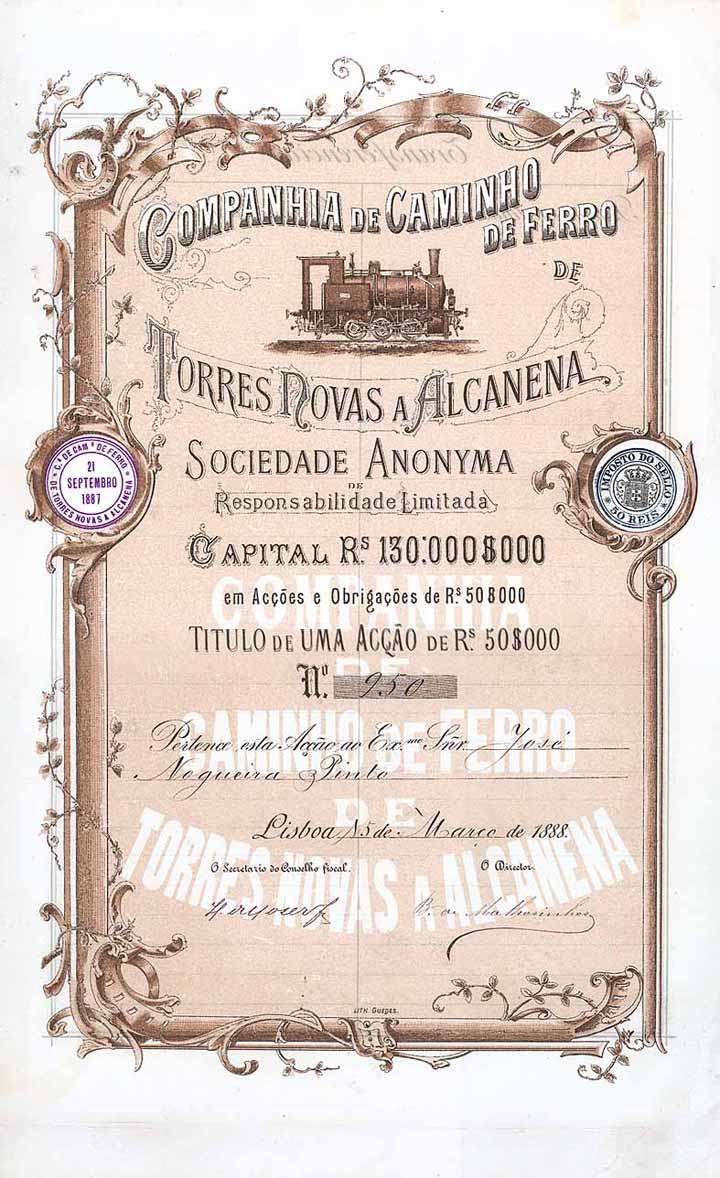 COMPANHIA DE CAMINHO
DE FERRO
DE
TORRES NOVAS A ALCANENA
SOCIEDADE ANONYMA
DE
Responsabilidade Limitada
C.ª DE CAM.º DE FERRO
21
SEPTEMBRO
1887
DE TORRES NOVAS A ALCANENA
IMPOSTO DO SELLO
50 REIS
CAPITAL R.s 130:000$000
em Acções e Obrigações de R.s 50$000
TITULO DE UMA ACÇÃO DE R.s 50$000
N.º 950
Pertence esta Acção ao Ex.mo Snr. José
Nogueira Pinto
Lisboa 15 de Março de 1888.
O Secretario do Conselho fiscal.
O Director.
COMPANHIA
DE
CAMINHO DE FERRO
DE
TORRES NOVAS A ALCANENA
LITH. Guedes.